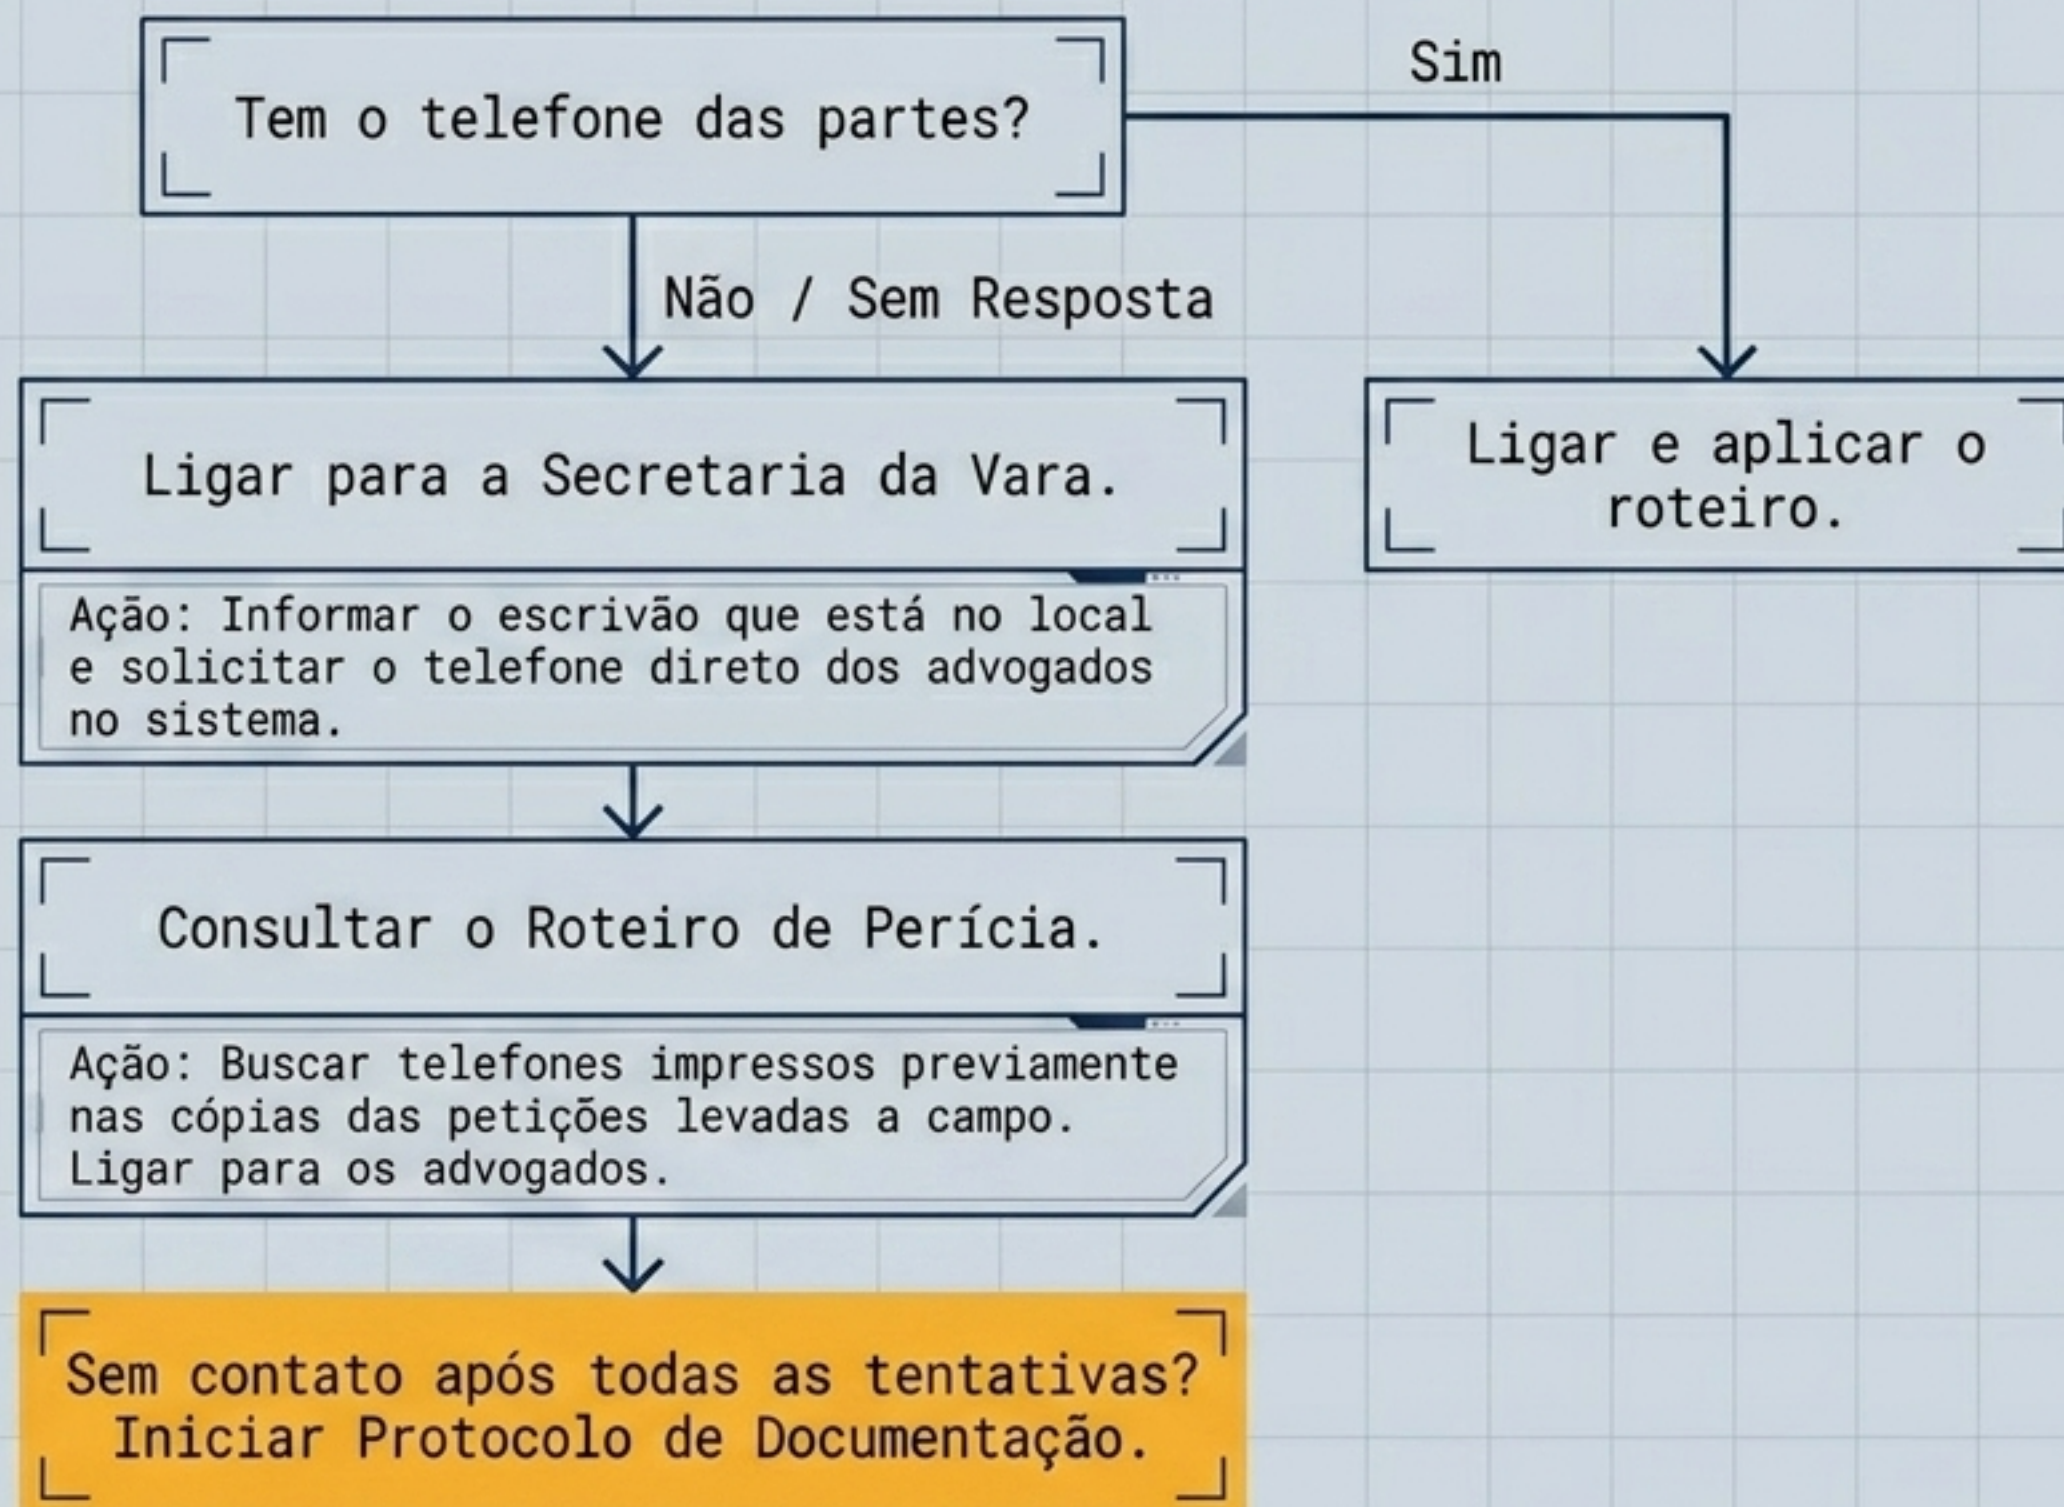 Tem o telefone das partes?
Sim
Não / Sem Resposta
Ligar para a Secretaria da Vara.
Ligar e aplicar o
roteiro.
Ação: Informar o escrivão que está no local
e solicitar o telefone direto dos advogados
no sistema.
Consultar o Roteiro de Perícia.
Ação: Buscar telefones impressos previamente
nas cópias das petições levadas a campo.
Ligar para os advogados.
Sem contato após todas as tentativas?
Iniciar Protocolo de Documentação.